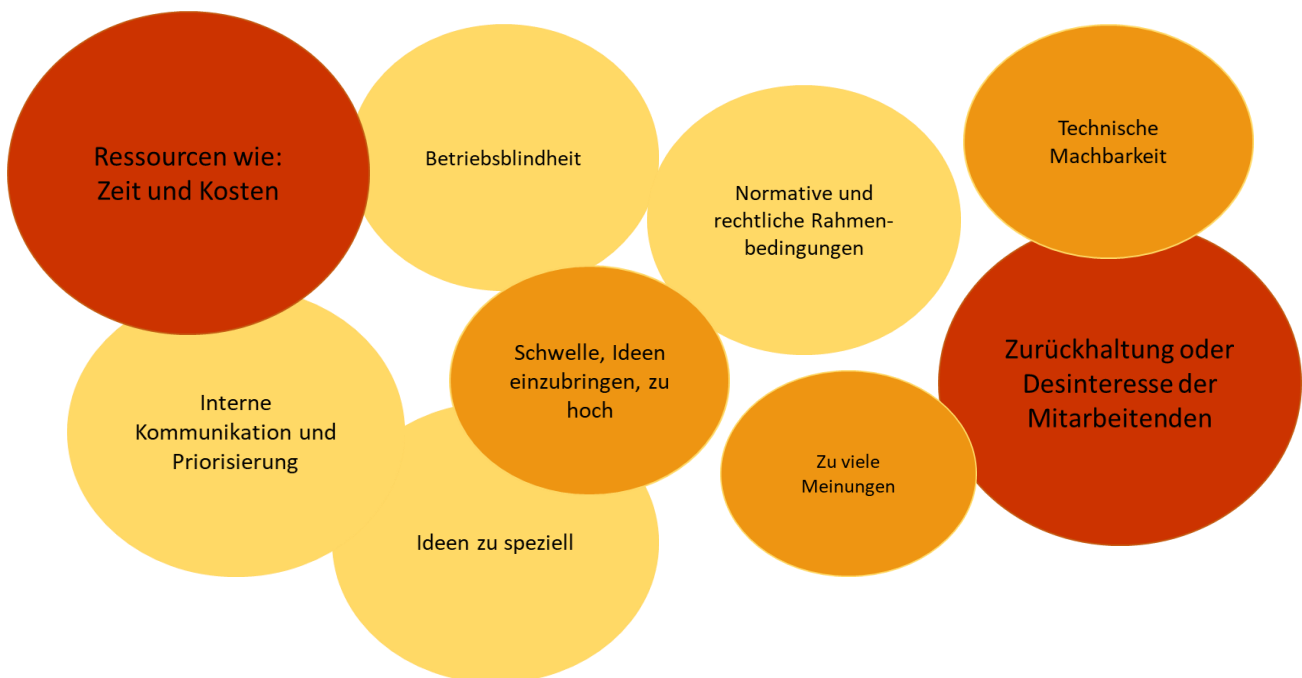 Ressourcen wie:
Zeit und Kosten
Betriebsblindheit
Normative und
rechtliche Rahmen-
bedingungen
Technische
Machbarkeit
Interne
Kommunikation und
Priorisierung
Schwelle, Ideen
einzubringen, zu
hoch
Zurückhaltung oder
Desinteresse der
Mitarbeitenden
Ideen zu speziell
Zu viele
Meinungen